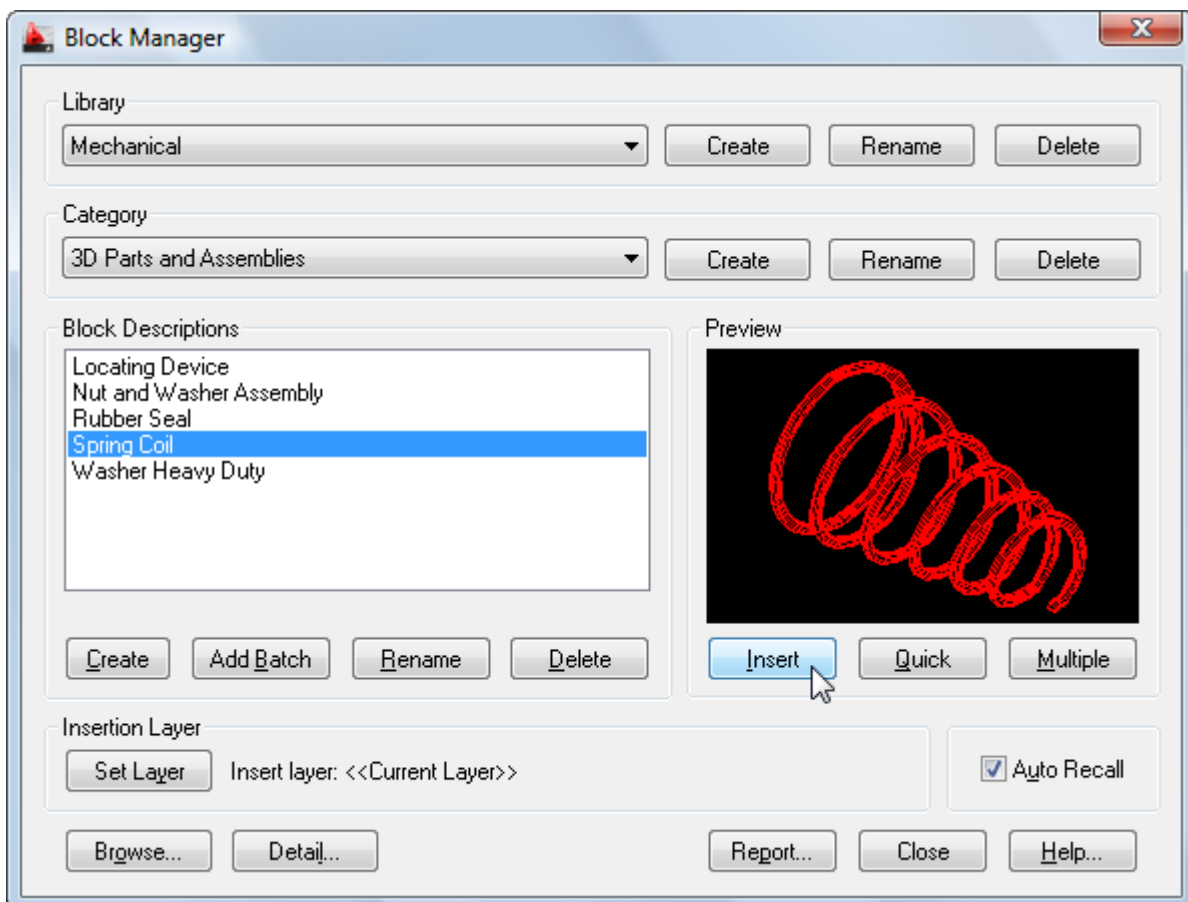 Block Manager
Library
Mechanical Create Rename Delete
Category
3D Parts and Assemblies Create Rename Delete
Block Descriptions
Locating Device
Nut and Washer Assembly
Rubber Seal
Spring Coil
Washer Heavy Duty
Create Add Batch Rename Delete
Preview
Insert Quick Multiple
Insertion Layer
Set Layer Insert layer: <<Current Layer>>
Auto Recall
Browse... Detail... Report... Close Help...